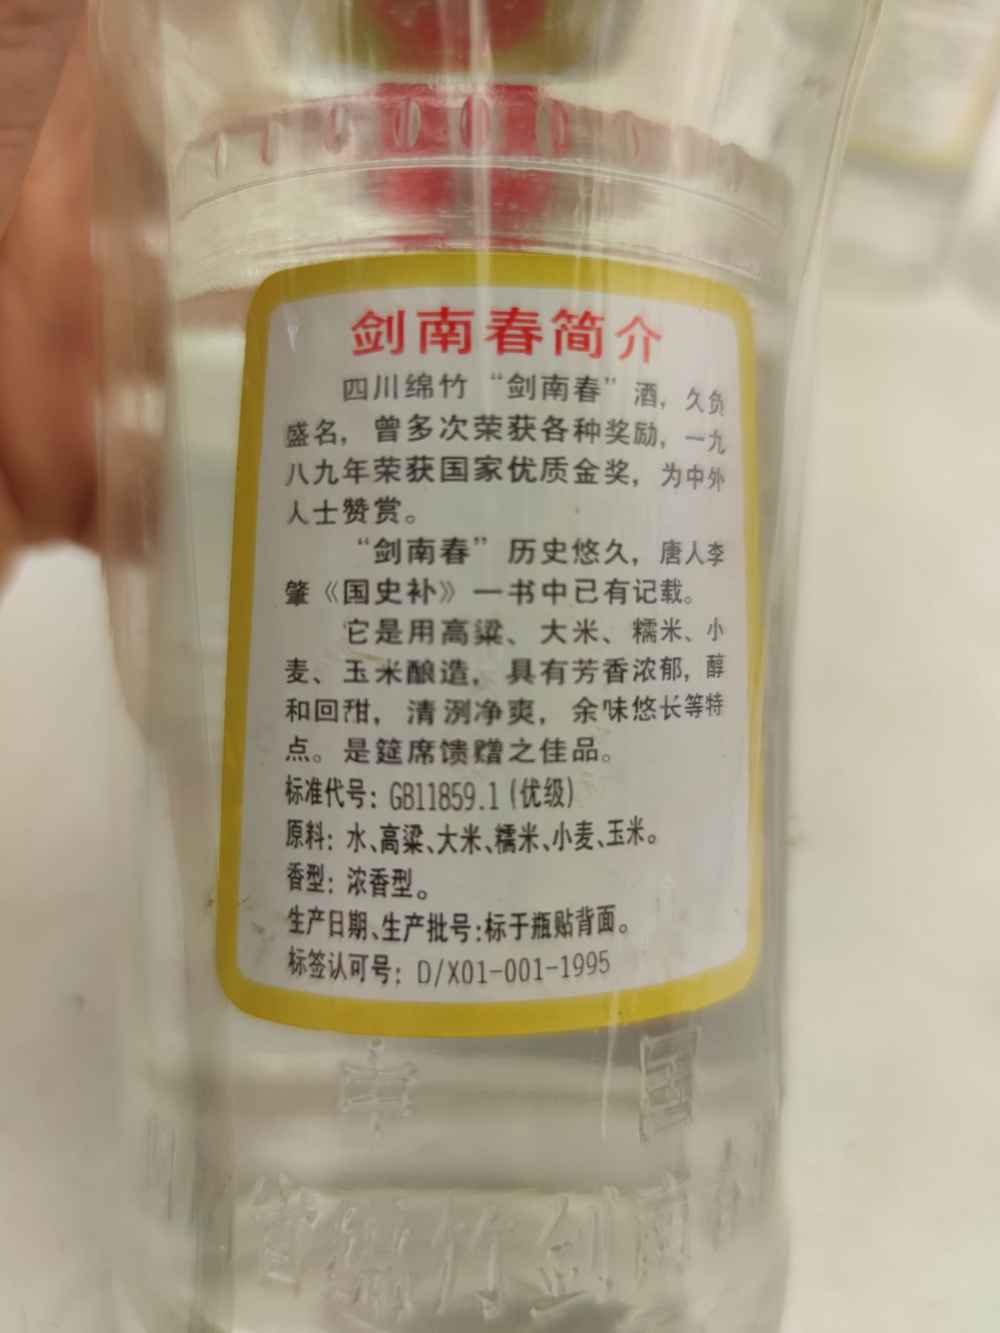 剑南春简介
四川绵竹“剑南春”酒，久负
盛名，曾多次荣获各种奖励，一九
八九年荣获国家优质金奖，为中外
人士赞赏。
“剑南春”历史悠久，唐人李
肇《国史补》一书中已有记载。
它是用高粱、大米、糯米、小
麦、玉米酿造，具有芳香浓郁，醇
和回甜，清洌净爽，余味悠长等特
点。是筵席馈赠之佳品。
标准代号：GB11859.1（优级）
原料：水、高粱、大米、糯米、小麦、玉米。
香型：浓香型。
生产日期、生产批号：标于瓶贴背面。
标签认可号：D/X01-001-1995
中 国
省绵竹剑南